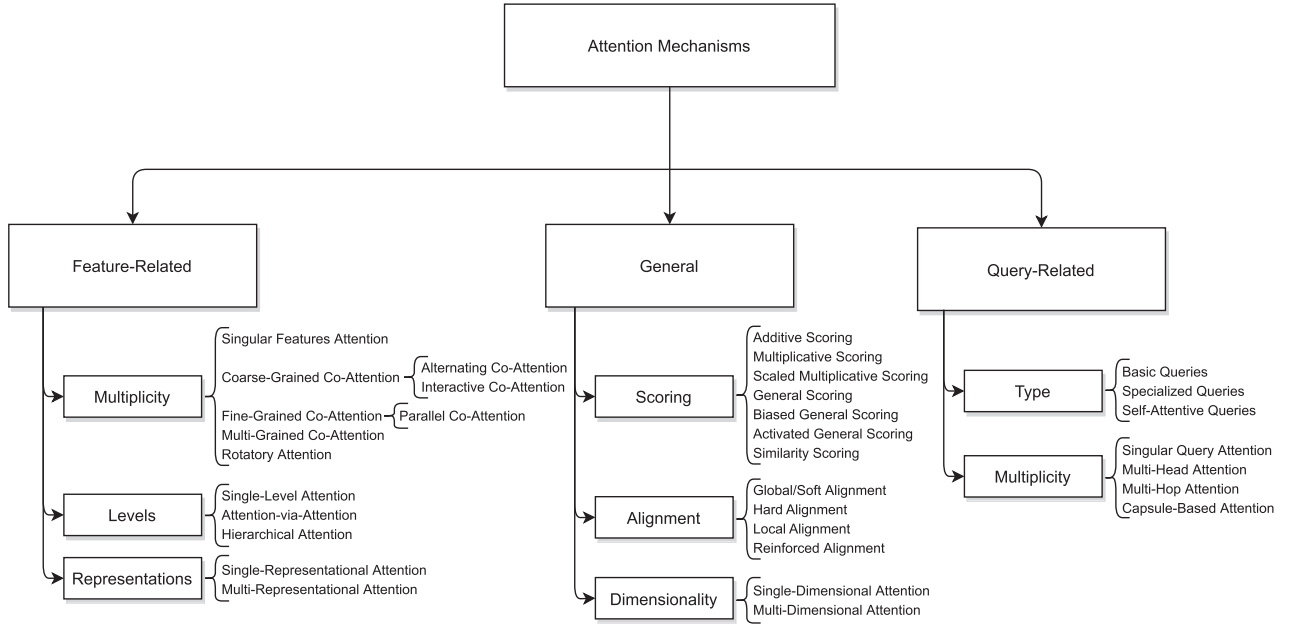 Attention Mechanisms
Feature-Related
General
Query-Related
Multiplicity
Singular Features Attention
Coarse-Grained Co-Attention
Alternating Co-Attention
Interactive Co-Attention
Fine-Grained Co-Attention
Parallel Co-Attention
Multi-Grained Co-Attention
Rotatory Attention
Levels
Single-Level Attention
Attention-via-Attention
Hierarchical Attention
Representations
Single-Representational Attention
Multi-Representational Attention
Scoring
Additive Scoring
Multiplicative Scoring
Scaled Multiplicative Scoring
General Scoring
Biased General Scoring
Activated General Scoring
Similarity Scoring
Alignment
Global/Soft Alignment
Hard Alignment
Local Alignment
Reinforced Alignment
Dimensionality
Single-Dimensional Attention
Multi-Dimensional Attention
Type
Basic Queries
Specialized Queries
Self-Attentive Queries
Multiplicity
Singular Query Attention
Multi-Head Attention
Multi-Hop Attention
Capsule-Based Attention